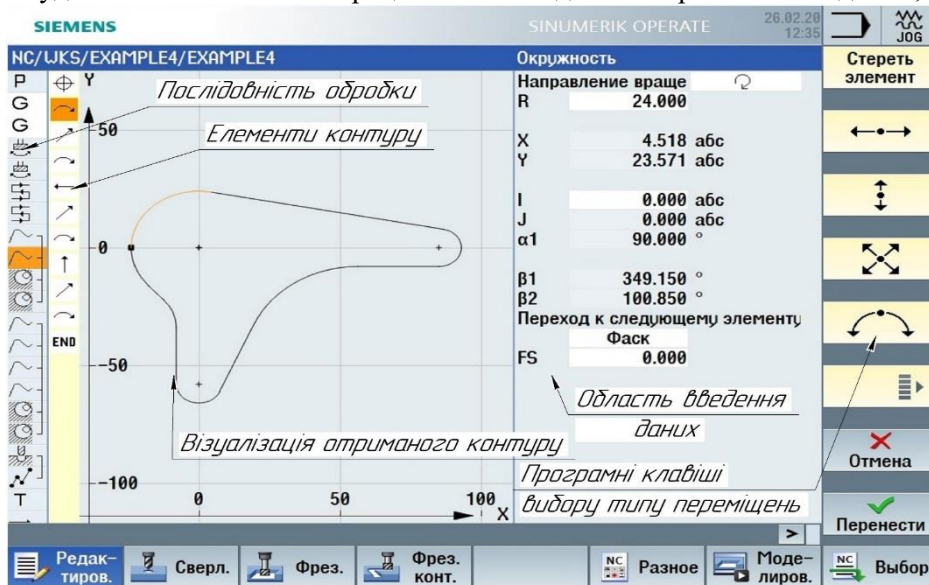 SIEMENS
SINUMERIK OPERATE
26.02.20
12:35
JOG
NC/WKS/EXAMPLE4/EXAMPLE4
Окружность
Стереть
элемент
P
G
G
T
END
Y
50
0
-50
-100
0
50
100
X
Послідовність обробки
Елементи контуру
Візуалізація отриманого контуру
Направление враще
R 24.000
X 4.518 абс
Y 23.571 абс
I 0.000 абс
J 0.000 абс
α1 90.000 °
β1 349.150 °
β2 100.850 °
Переход к следующему элементу
Фаск
FS 0.000
Область введення
даних
Програмні клавіші
вибору типу переміщень
Отмена
Перенести
>
Редак-
тиров.
Сверл.
Фрез.
Фрез.
конт.
NC
Разное
Моде-
лиров.
NC
Выбор